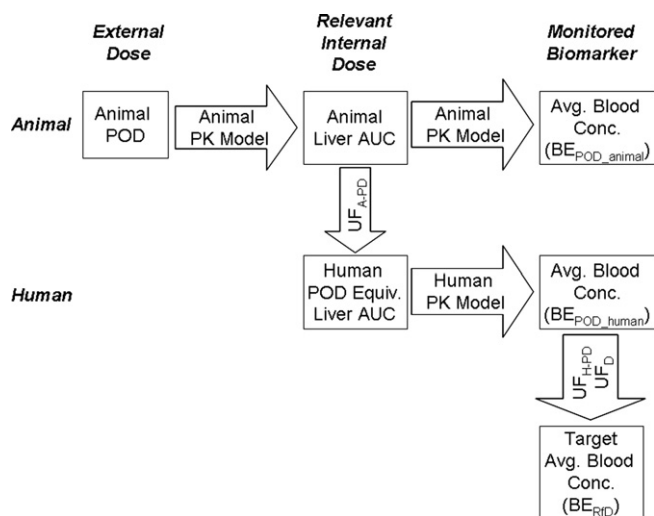 External
Dose
Relevant
Internal
Dose
Monitored
Biomarker
Animal
Animal
POD
Animal
PK Model
Animal
Liver AUC
Animal
PK Model
Avg. Blood
Conc.
(BEPOD_animal)
UFA-PD
Human
Human
POD Equiv.
Liver AUC
Human
PK Model
Avg. Blood
Conc.
(BEPOD_human)
UFH-PD
UFD
Target
Avg. Blood
Conc.
(BERfD)